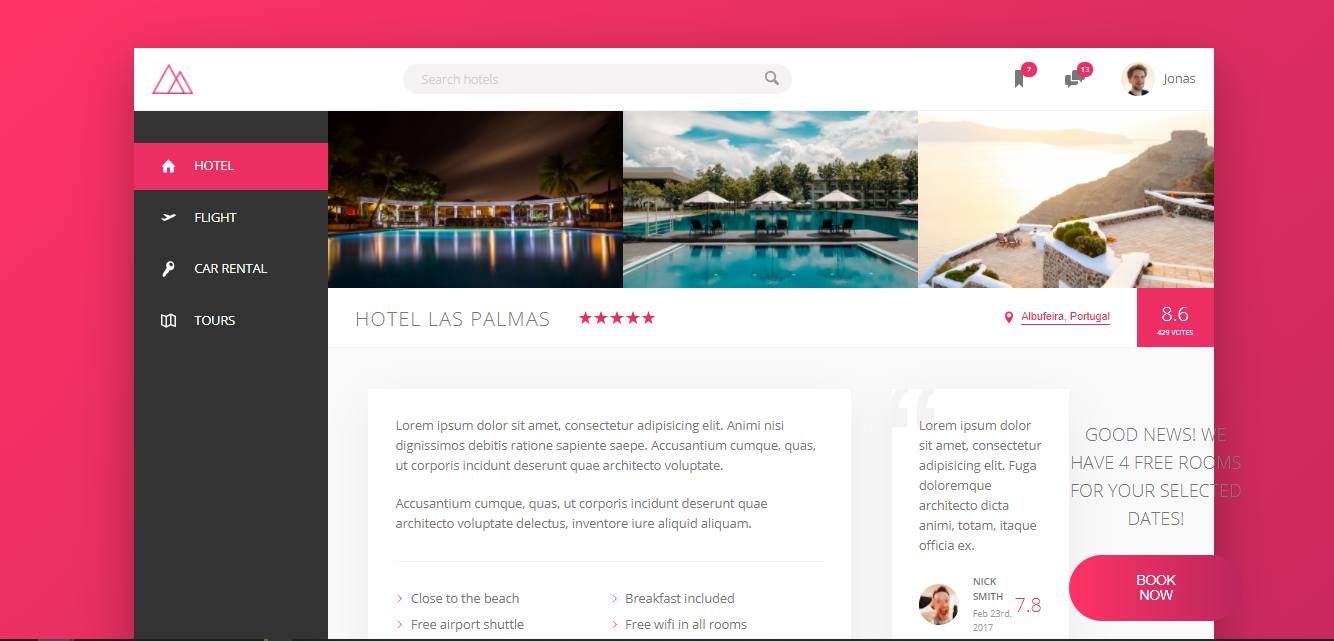 Search hotels
7
13
Jonas
HOTEL
FLIGHT
CAR RENTAL
TOURS
HOTEL LAS PALMAS
Albufeira, Portugal
8.6
429 VOTES
Lorem ipsum dolor sit amet, consectetur adipisicing elit. Animi nisi
dignissimos debitis ratione sapiente saepe. Accusantium cumque, quas,
ut corporis incidunt deserunt quae architecto voluptate.
Accusantium cumque, quas, ut corporis incidunt deserunt quae
architecto voluptate delectus, inventore iure aliquid aliquam.
Close to the beach
Breakfast included
Free airport shuttle
Free wifi in all rooms
“
Lorem ipsum dolor
sit amet, consectetur
adipisicing elit. Fuga
doloremque
architecto dicta
animi, totam, itaque
officia ex.
NICK
SMITH
Feb 23rd,
2017
7.8
GOOD NEWS! WE
HAVE 4 FREE ROOMS
FOR YOUR SELECTED
DATES!
BOOK
NOW